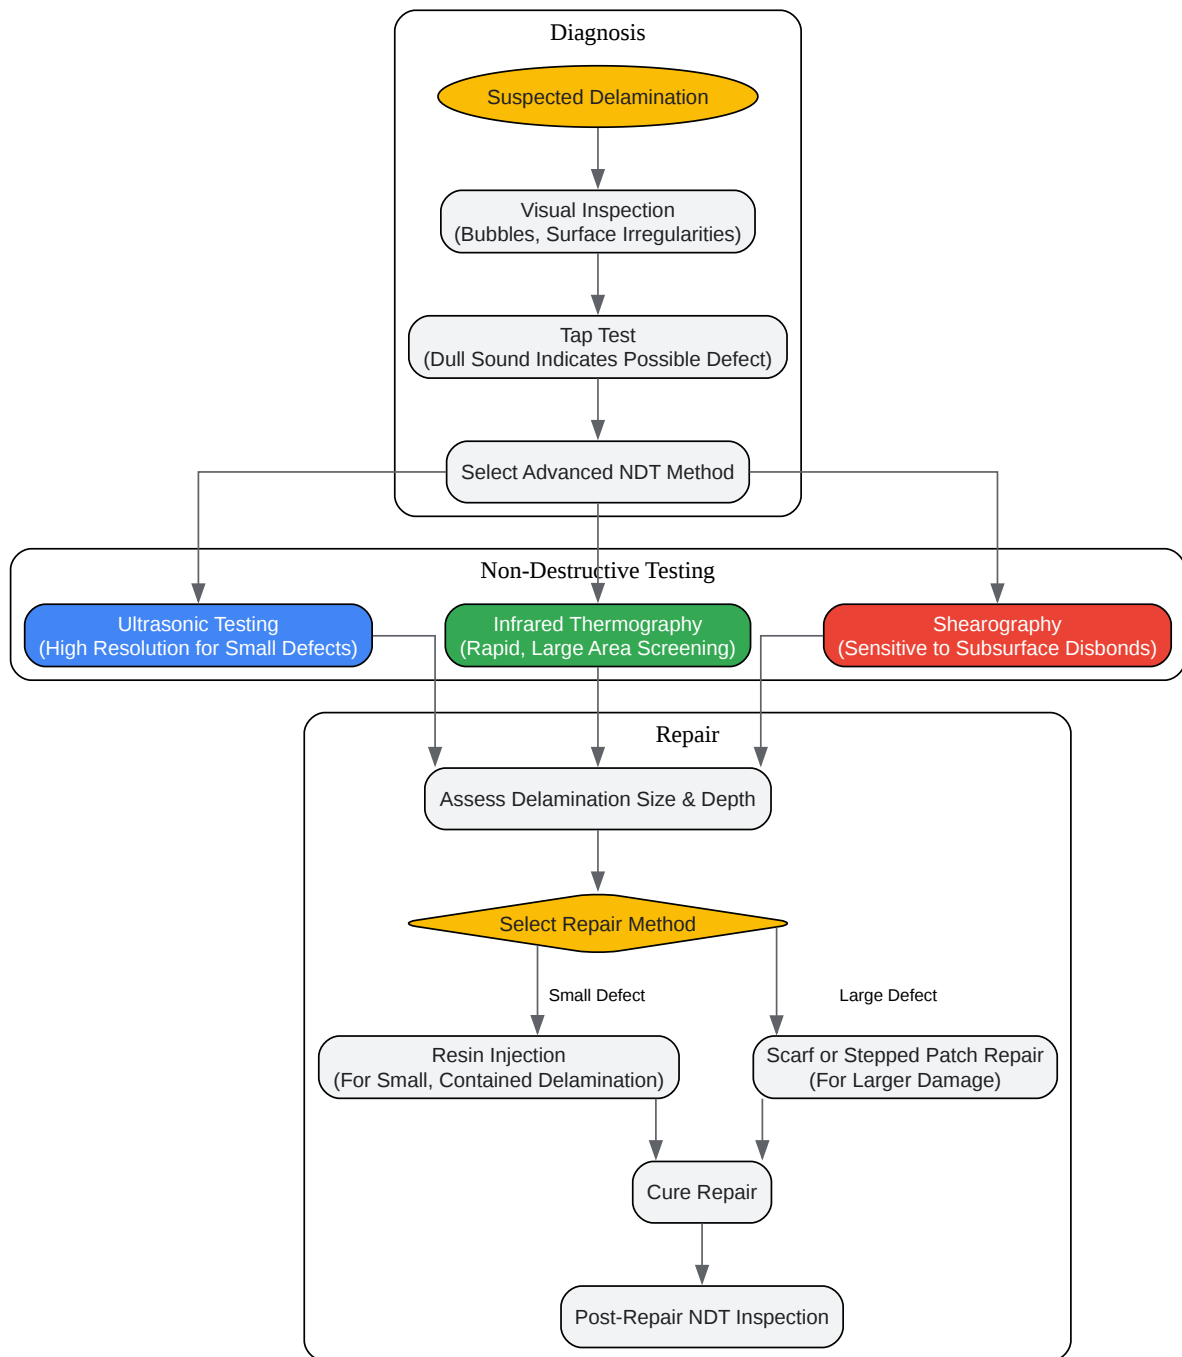 Diagnosis
Suspected Delamination
Visual Inspection
(Bubbles, Surface Irregularities)
Tap Test
(Dull Sound Indicates Possible Defect)
Select Advanced NDT Method
Non-Destructive Testing
Ultrasonic Testing
(High Resolution for Small Defects)
Infrared Thermography
(Rapid, Large Area Screening)
Shearography
(Sensitive to Subsurface Disbonds)
Repair
Assess Delamination Size & Depth
Select Repair Method
Small Defect
Large Defect
Resin Injection
(For Small, Contained Delamination)
Scarf or Stepped Patch Repair
(For Larger Damage)
Cure Repair
Post-Repair NDT Inspection